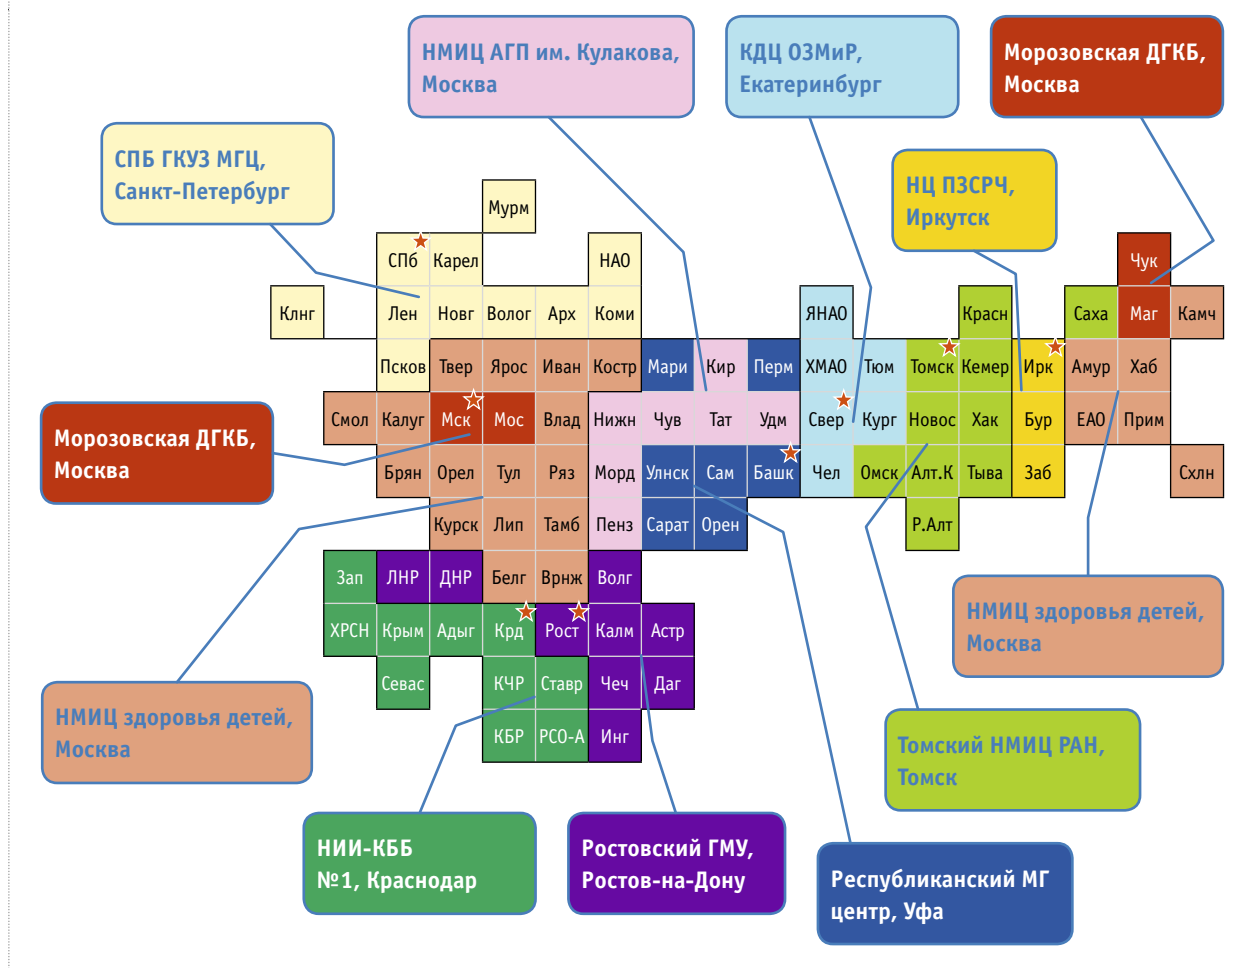 НМИЦ АГП им. Кулакова,
Москва
КДЦ ОЗМиР,
Екатеринбург
Морозовская ДГКБ,
Москва
СПБ ГКУЗ МГЦ,
Санкт-Петербург
НЦ ПЗСРЧ,
Иркутск
Мурм
СПб Карел НАО Чук
Клнг Лен Новг Волог Арх Коми ЯНАО Красн Саха Маг Камч
Псков Твер Ярос Иван Костр Мари Кир Перм ХМАО Тюм Томск Кемер Ирк Амур Хаб
Смол Калуг Мск Мос Влад Нижн Чув Тат Удм Свер Кург Новос Хак Бур ЕАО Прим
Морозовская ДГКБ,
Москва
Брян Орел Тул Ряз Морд Улнск Сам Башк Чел Омск Алт.К Тыва Заб Схлн
Курск Лип Тамб Пенз Сарат Орен Р.Алт
Зап ЛНР ДНР Белг Врнж Волг
ХРСН Крым Адыг Крд Рост Калм Астр
Севас КЧР Ставр Чеч Даг
КБР РСО-А Инг
НМИЦ здоровья детей,
Москва
НМИЦ здоровья детей,
Москва
Томский НМИЦ РАН,
Томск
НИИ-КББ
№1, Краснодар
Ростовский ГМУ,
Ростов-на-Дону
Республиканский МГ
центр, Уфа